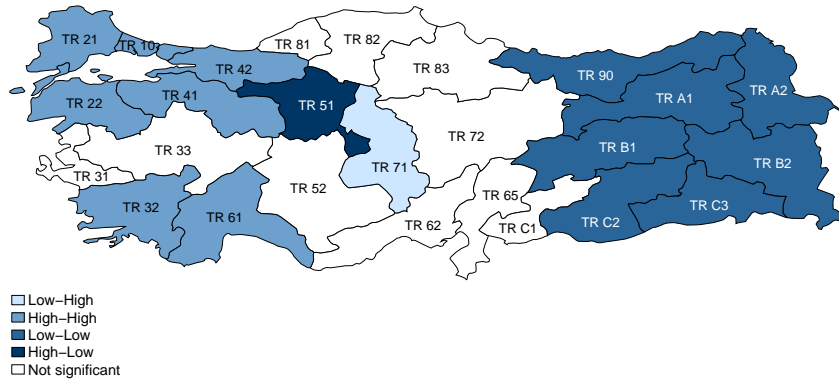 TR 21
TR 10
TR 81
TR 82
TR 42
TR 83
TR 90
TR A2
TR 22
TR 41
TR 51
TR A1
TR 72
TR 33
TR B1
TR B2
TR 71
TR 31
TR 52
TR 65
TR 32
TR 61
TR 62
TR C1
TR C2
TR C3
Low−High
High−High
Low−Low
High−Low
Not significant